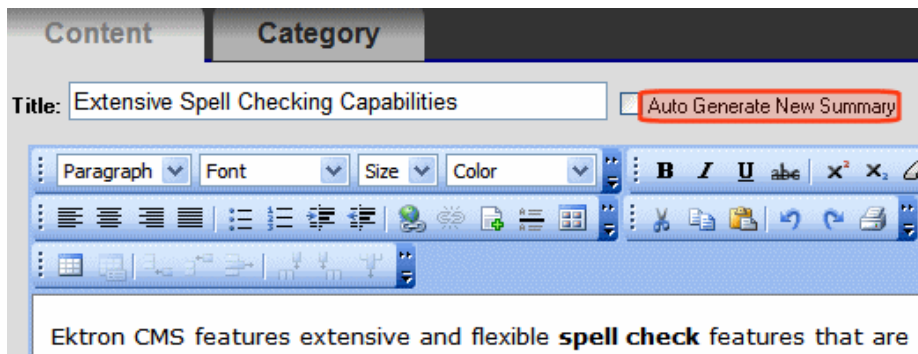 Content Category
Title: Extensive Spell Checking Capabilities Auto Generate New Summary
Paragraph Font Size Color B I U abc x² x₂
Ektron CMS features extensive and flexible spell check features that are